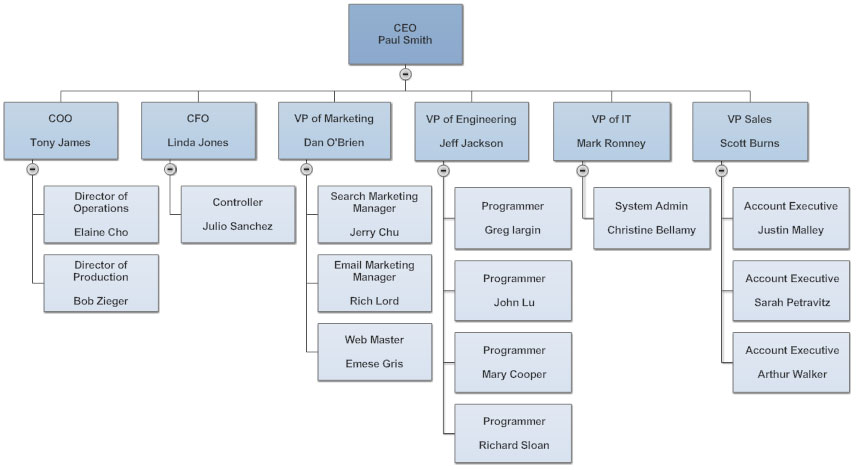 CEO
Paul Smith
COO
Tony James
CFO
Linda Jones
VP of Marketing
Dan O'Brien
VP of Engineering
Jeff Jackson
VP of IT
Mark Romney
VP Sales
Scott Burns
Director of
Operations
Elaine Cho
Director of
Production
Bob Zieger
Controller
Julio Sanchez
Search Marketing
Manager
Jerry Chu
Email Marketing
Manager
Rich Lord
Web Master
Emese Gris
Programmer
Greg Iargin
Programmer
John Lu
Programmer
Mary Cooper
Programmer
Richard Sloan
System Admin
Christine Bellamy
Account Executive
Justin Malley
Account Executive
Sarah Petravitz
Account Executive
Arthur Walker